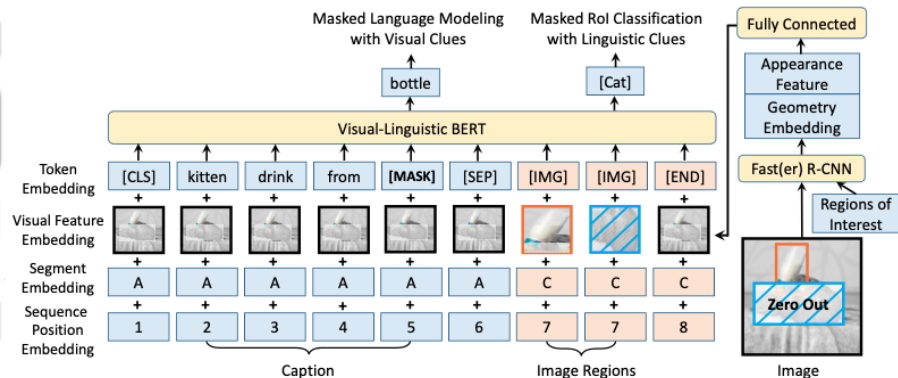 Masked Language Modeling
with Visual Clues
Masked RoI Classification
with Linguistic Clues
Fully Connected
bottle
[Cat]
Appearance
Feature
Geometry
Embedding
Visual-Linguistic BERT
Fast(er) R-CNN
Regions of
Interest
Token
Embedding
[CLS] kitten drink from [MASK] [SEP] [IMG] [IMG] [END]
+ + + + + + + + +
Visual Feature
Embedding
+ + + + + + + + +
Segment
Embedding
A A A A A A C C C
+ + + + + + + + +
Sequence
Position
Embedding
1 2 3 4 5 6 7 7 8
Zero Out
Caption
Image Regions
Image